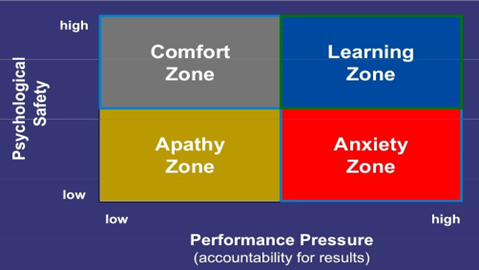 high
Comfort
Zone
Learning
Zone
Psychological
Safety
Apathy
Zone
Anxiety
Zone
low
low
high
Performance Pressure
(accountability for results)